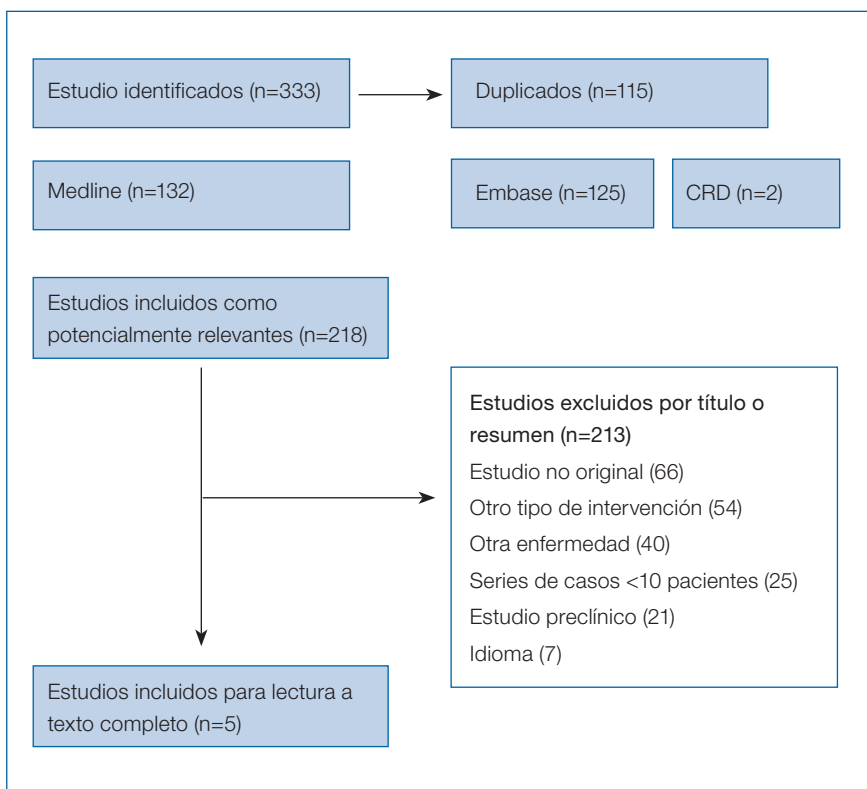 Estudio identificados (n=333)
Duplicados (n=115)
Medline (n=132)
Embase (n=125)
CRD (n=2)
Estudios incluidos como
potencialmente relevantes (n=218)
Estudios excluidos por título o
resumen (n=213)
Estudio no original (66)
Otro tipo de intervención (54)
Otra enfermedad (40)
Series de casos <10 pacientes (25)
Estudio preclínico (21)
Idioma (7)
Estudios incluidos para lectura a
texto completo (n=5)